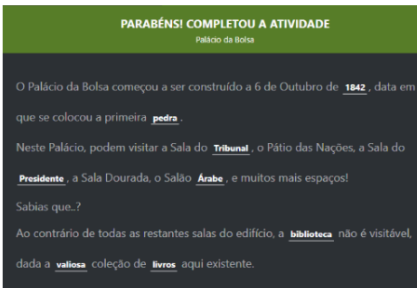 PARABÉNS! COMPLETOU A ATIVIDADE
Palácio da Bolsa
O Palácio da Bolsa começou a ser construído a 6 de Outubro de 1842, data em
que se colocou a primeira pedra.
Neste Palácio, podem visitar a Sala do Tribunal, o Pátio das Nações, a Sala do
Presidente, a Sala Dourada, o Salão Árabe, e muitos mais espaços!
Sabias que..?
Ao contrário de todas as restantes salas do edifício, a biblioteca não é visitável,
dada a valiosa coleção de livros aqui existente.